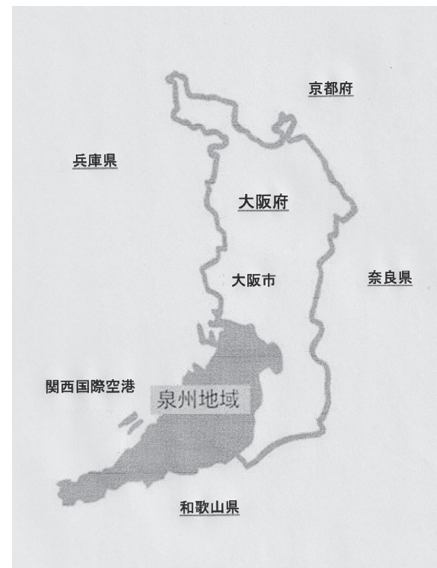 京都府
兵庫県
大阪府
大阪市
奈良県
関西国際空港
泉州地域
和歌山県